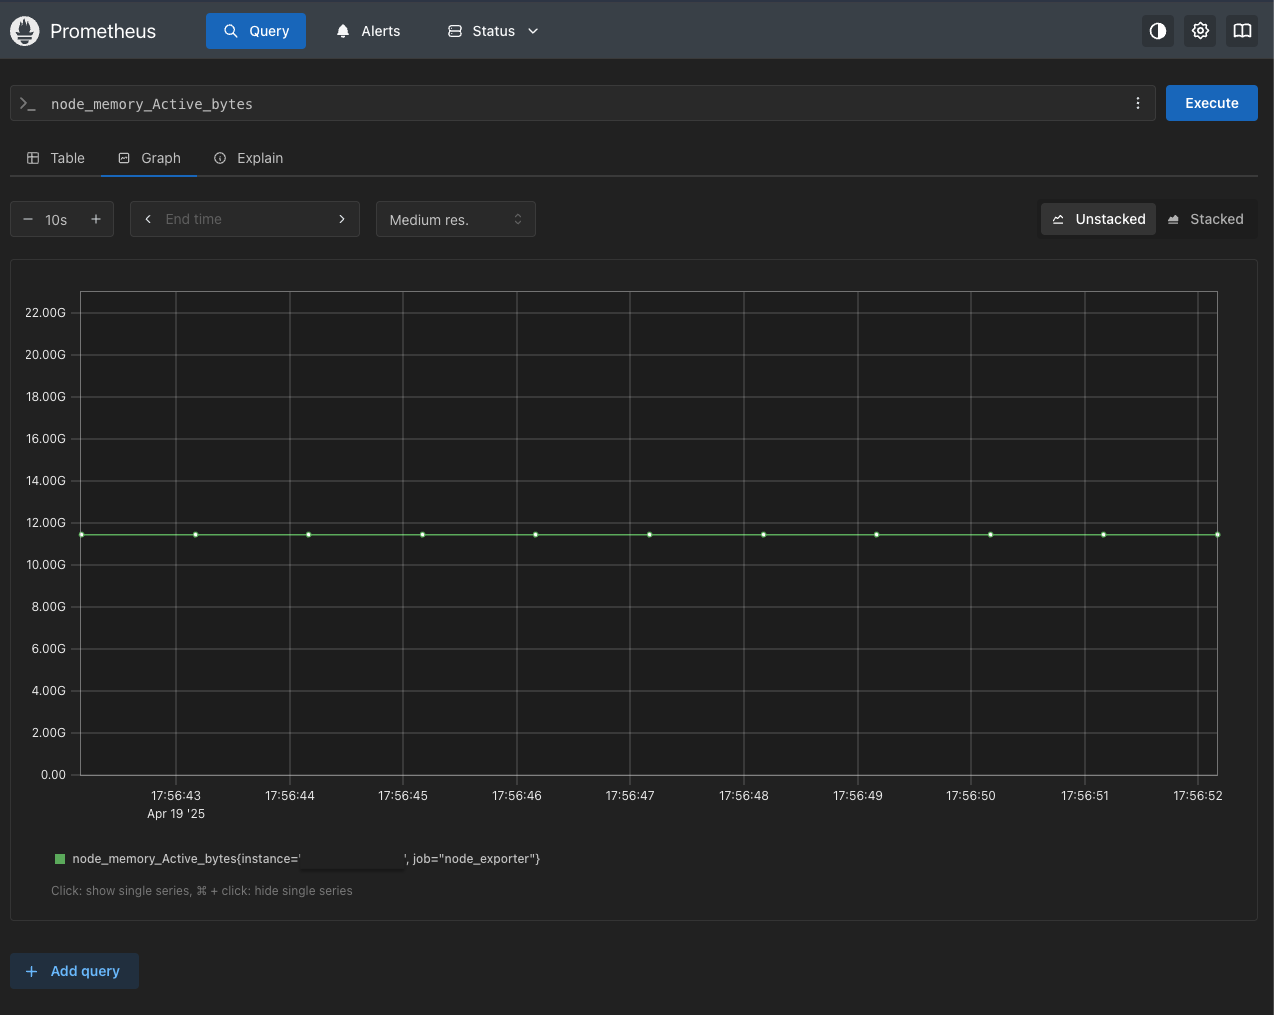 Prometheus Query Alerts Status
>_ node_memory_Active_bytes Execute
Table Graph Explain
− 10s + End time Medium res. Unstacked Stacked
22.00G
20.00G
18.00G
16.00G
14.00G
12.00G
10.00G
8.00G
6.00G
4.00G
2.00G
0.00
17:56:43 17:56:44 17:56:45 17:56:46 17:56:47 17:56:48 17:56:49 17:56:50 17:56:51 17:56:52
Apr 19 '25
node_memory_Active_bytes{instance=' ', job="node_exporter"}
Click: show single series, ⌘ + click: hide single series
+ Add query